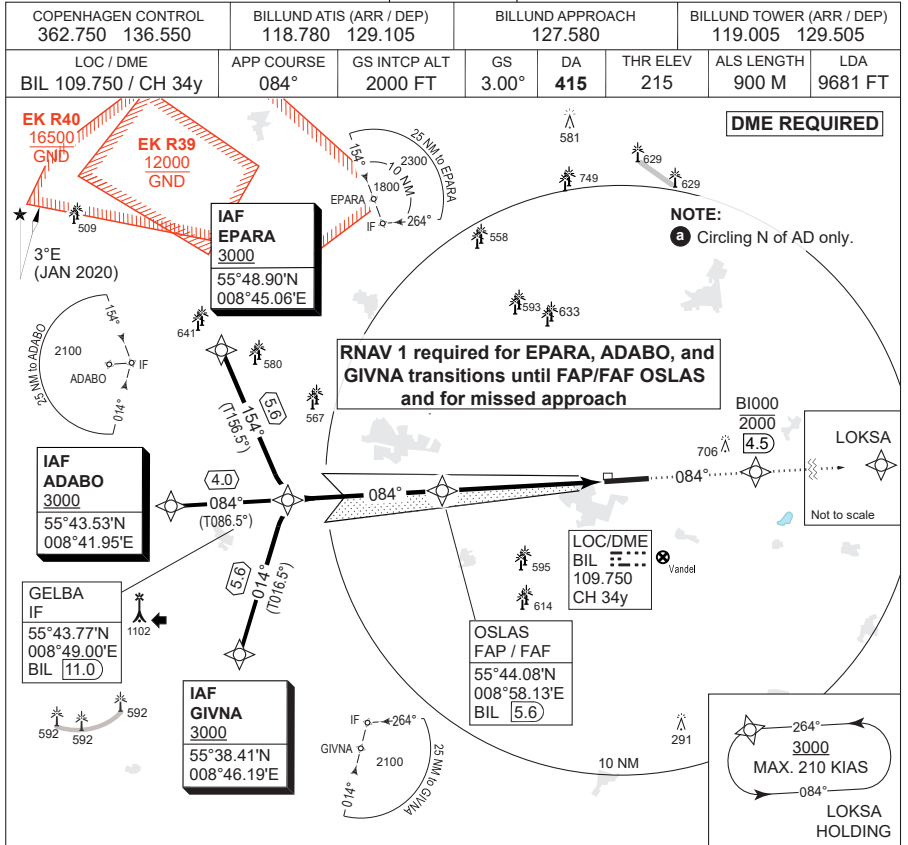 COPENHAGEN CONTROL
362.750 136.550
BILLUND ATIS (ARR / DEP)
118.780 129.105
BILLUND APPROACH
127.580
BILLUND TOWER (ARR / DEP)
119.005 129.505
LOC / DME
BIL 109.750 / CH 34y
APP COURSE
084°
GS INTCP ALT
2000 FT
GS
3.00°
DA
415
THR ELEV
215
ALS LENGTH
900 M
LDA
9681 FT
EK R40
16500
GND
EK R39
12000
GND
509
3°E
(JAN 2020)
IAF
EPARA
3000
55°48.90'N
008°45.06'E
25 NM to EPARA
154°
10 NM
2300
1800
EPARA
IF
264°
581
749
629
629
558
DME REQUIRED
NOTE:
a Circling N of AD only.
593
633
641
580
567
25 NM to ADABO
154°
2100
ADABO
IF
014°
RNAV 1 required for EPARA, ADABO, and
GIVNA transitions until FAP/FAF OSLAS
and for missed approach
5.6
154°
(T156.5°)
BI000
2000
4.5
706
LOKSA
Not to scale
IAF
ADABO
3000
55°43.53'N
008°41.95'E
4.0
084°
(T086.5°)
084°
084°
5.6
014°
(T016.5°)
LOC/DME
BIL
109.750
CH 34y
Vandel
595
614
GELBA
IF
55°43.77'N
008°49.00'E
BIL 11.0
1102
OSLAS
FAP / FAF
55°44.08'N
008°58.13'E
BIL 5.6
592
592
592
IAF
GIVNA
3000
55°38.41'N
008°46.19'E
IF
264°
GIVNA
2100
014°
25 NM to GIVNA
291
10 NM
264°
3000
MAX. 210 KIAS
084°
LOKSA
HOLDING